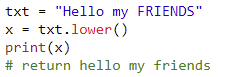 txt = "Hello my FRIENDS"
x = txt.lower()
print(x)
# return hello my friends